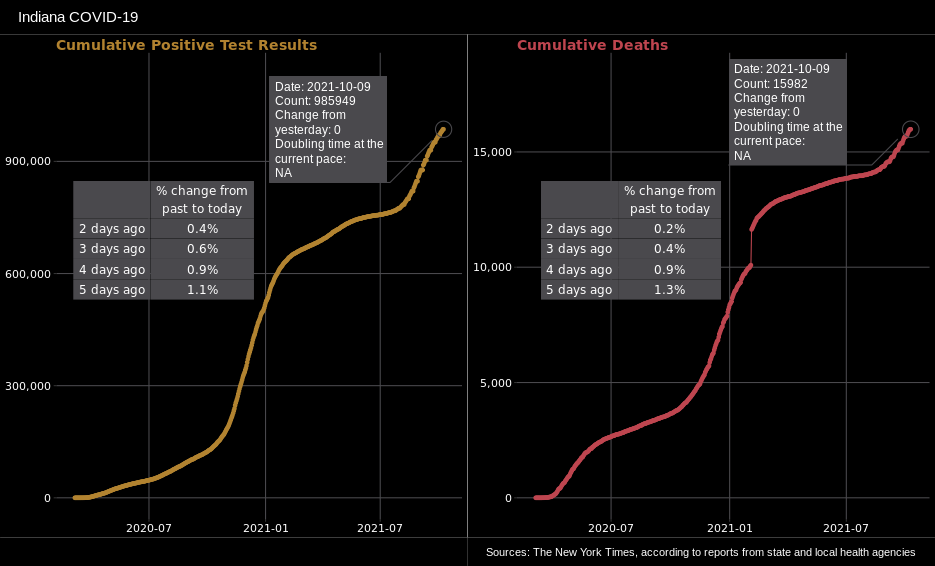 Indiana COVID-19
Cumulative Positive Test Results
Date: 2021-10-09
Count: 985949
Change from
yesterday: 0
Doubling time at the
current pace:
NA
900,000
600,000
300,000
0
% change from
past to today
2 days ago 0.4%
3 days ago 0.6%
4 days ago 0.9%
5 days ago 1.1%
2020-07 2021-01 2021-07
Cumulative Deaths
Date: 2021-10-09
Count: 15982
Change from
yesterday: 0
Doubling time at the
current pace:
NA
15,000
10,000
5,000
0
% change from
past to today
2 days ago 0.2%
3 days ago 0.4%
4 days ago 0.9%
5 days ago 1.3%
2020-07 2021-01 2021-07
Sources: The New York Times, according to reports from state and local health agencies